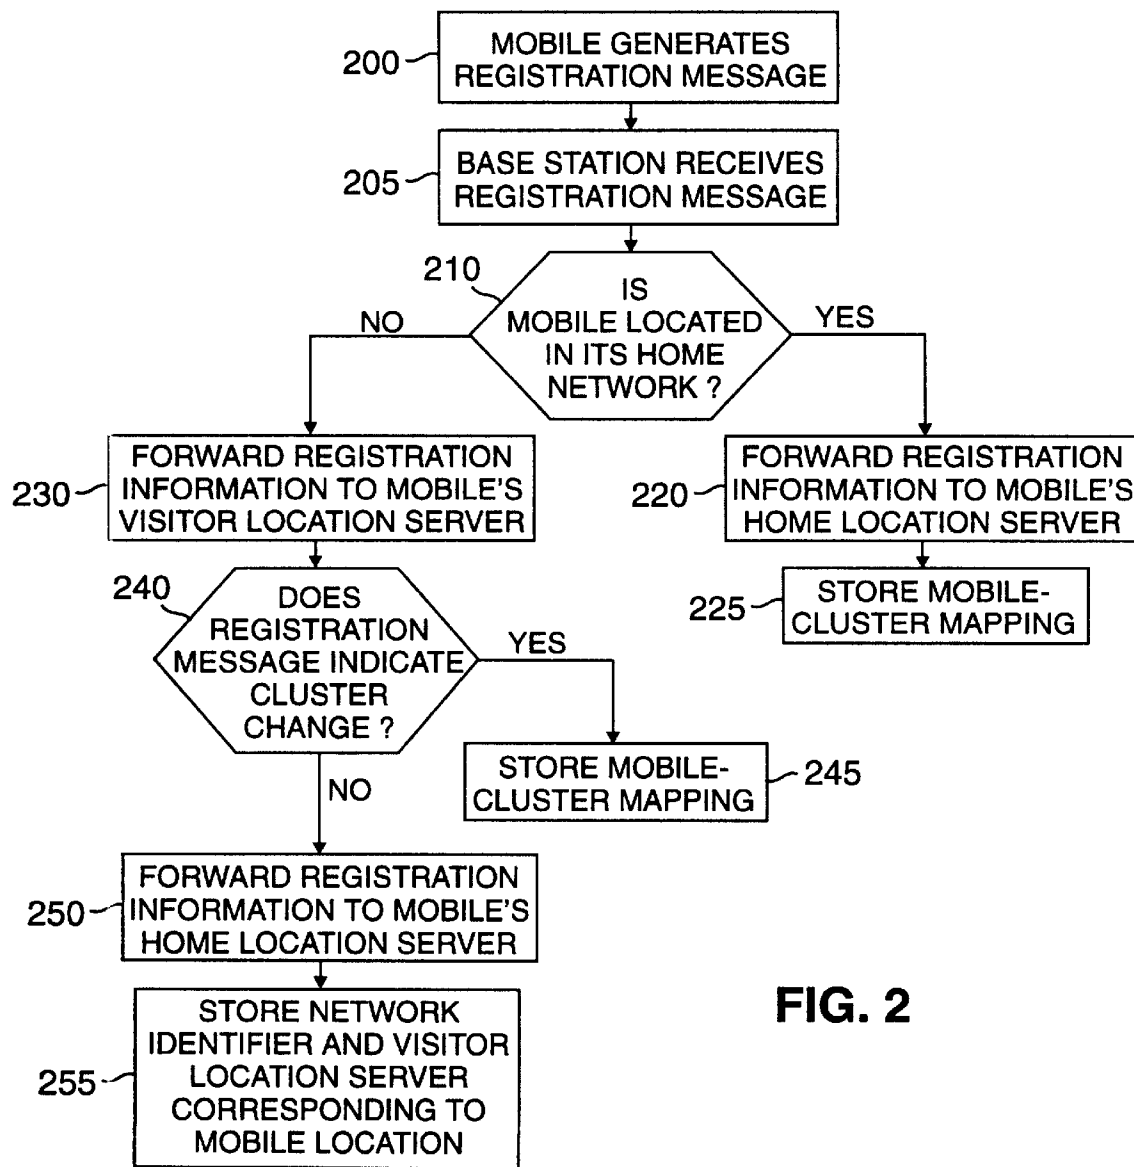 MOBILE GENERATES
REGISTRATION MESSAGE
200
BASE STATION RECEIVES
REGISTRATION MESSAGE
205
210
IS
MOBILE LOCATED
IN ITS HOME
NETWORK ?
NO
YES
FORWARD REGISTRATION
INFORMATION TO MOBILE'S
VISITOR LOCATION SERVER
230
FORWARD REGISTRATION
INFORMATION TO MOBILE'S
HOME LOCATION SERVER
220
240
DOES
REGISTRATION
MESSAGE INDICATE
CLUSTER
CHANGE ?
YES
NO
STORE MOBILE-
CLUSTER MAPPING
225
STORE MOBILE-
CLUSTER MAPPING
245
FORWARD REGISTRATION
INFORMATION TO MOBILE'S
HOME LOCATION SERVER
250
STORE NETWORK
IDENTIFIER AND VISITOR
LOCATION SERVER
CORRESPONDING TO
MOBILE LOCATION
255
FIG. 2